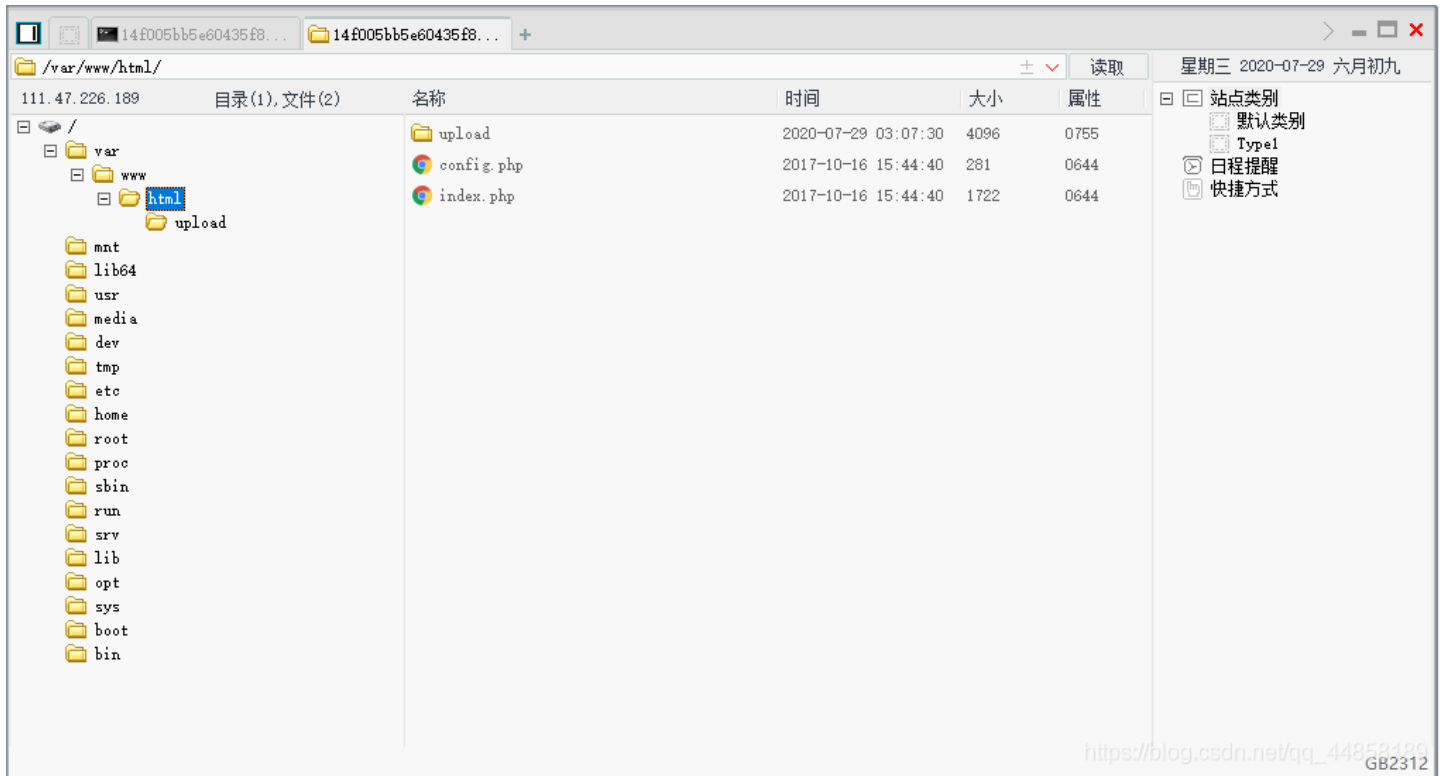 14f005bb5e60435f8... 14f005bb5e60435f8... +
/var/www/html/ 读取 星期三 2020-07-29 六月初九
111.47.226.189 目录(1),文件(2) 名称 时间 大小 属性
/
var
www
html
upload
mnt
lib64
usr
media
dev
tmp
etc
home
root
proc
sbin
run
srv
lib
opt
sys
boot
bin
upload 2020-07-29 03:07:30 4096 0755
config.php 2017-10-16 15:44:40 281 0644
index.php 2017-10-16 15:44:40 1722 0644
站点类别
默认类别
Type1
日程提醒
快捷方式
https://blog.csdn.net/qq_44858189
GB2312